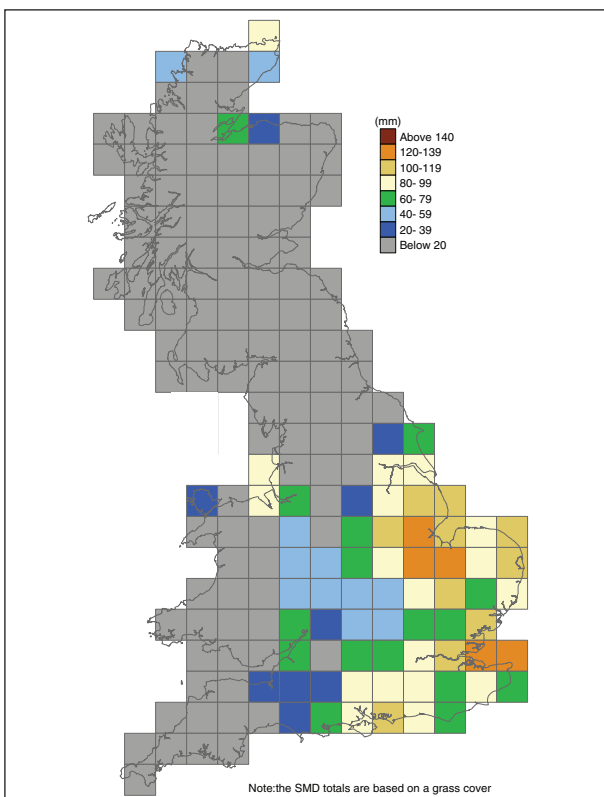 (mm)
Above 140
120-139
100-119
80- 99
60- 79
40- 59
20- 39
Below 20
Note:the SMD totals are based on a grass cover